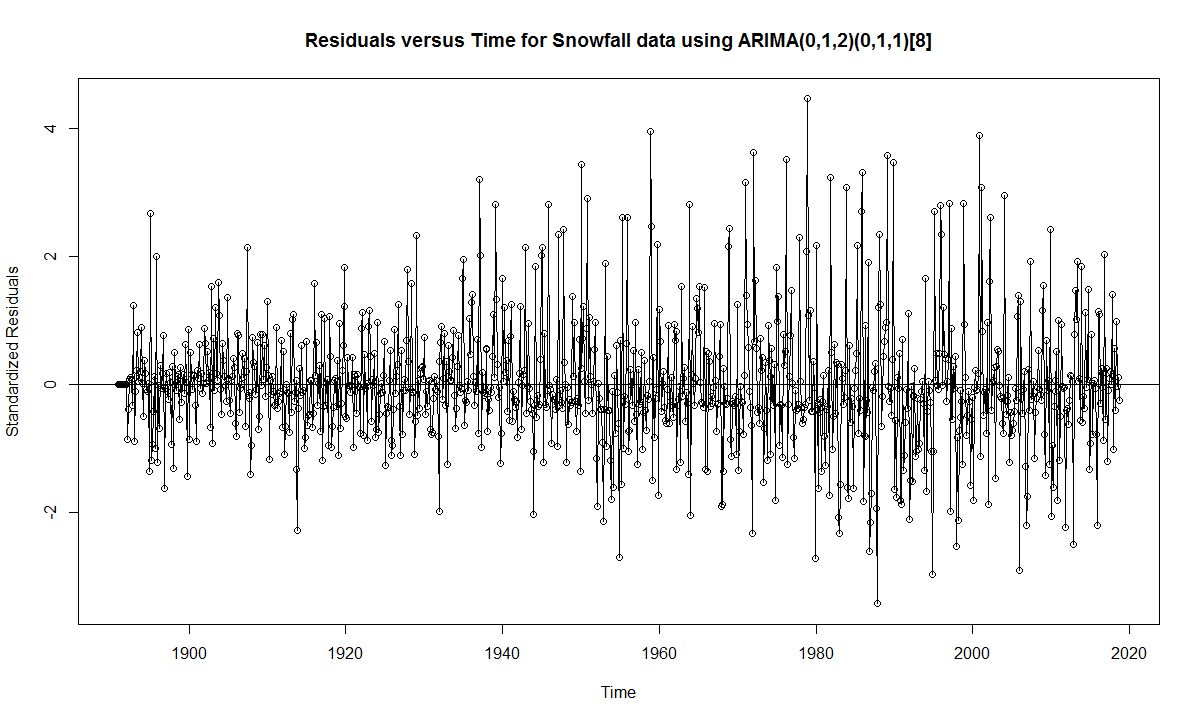 Residuals versus Time for Snowfall data using ARIMA(0,1,2)(0,1,1)[8]
Standardized Residuals
4
2
0
-2
1900 1920 1940 1960 1980 2000 2020
Time